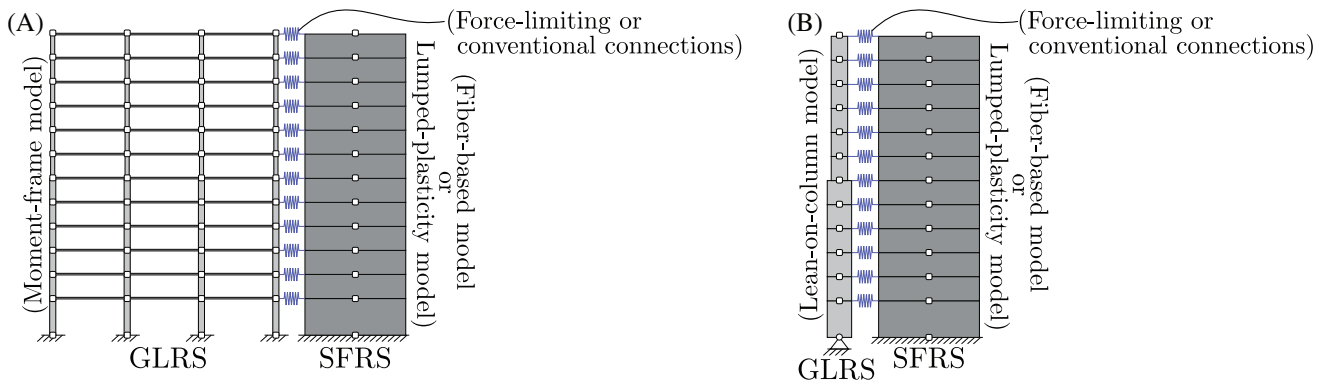 (A)
(Force-limiting or
conventional connections)
(Moment-frame model)
Lumped-plasticity model)
or
(Fiber-based model
GLRS
SFRS
(B)
(Force-limiting or
conventional connections)
(Lean-on-column model)
Lumped-plasticity model)
or
(Fiber-based model
GLRS
SFRS